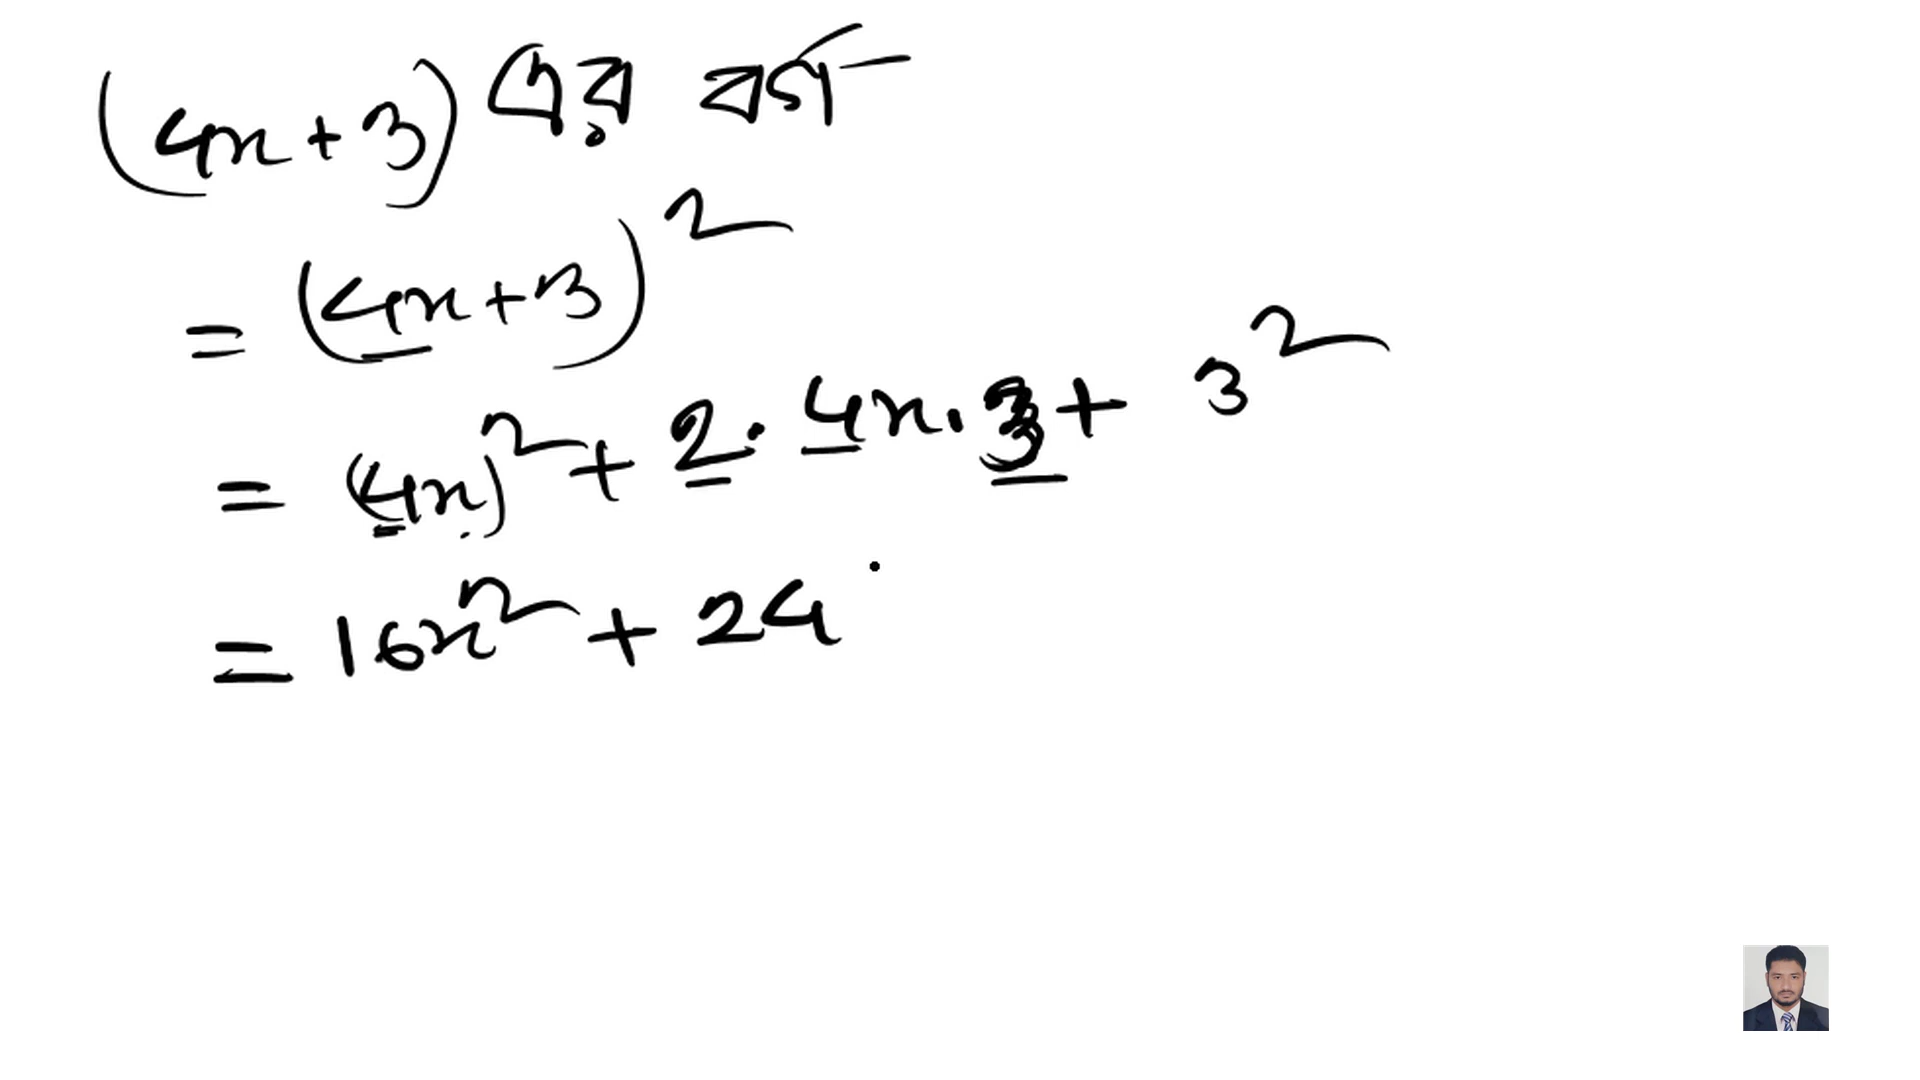 (4x+3) এর বর্গ
= (4x+3)²
= (4x)² + 2. 4x. 3 + 3²
= 16x² + 24